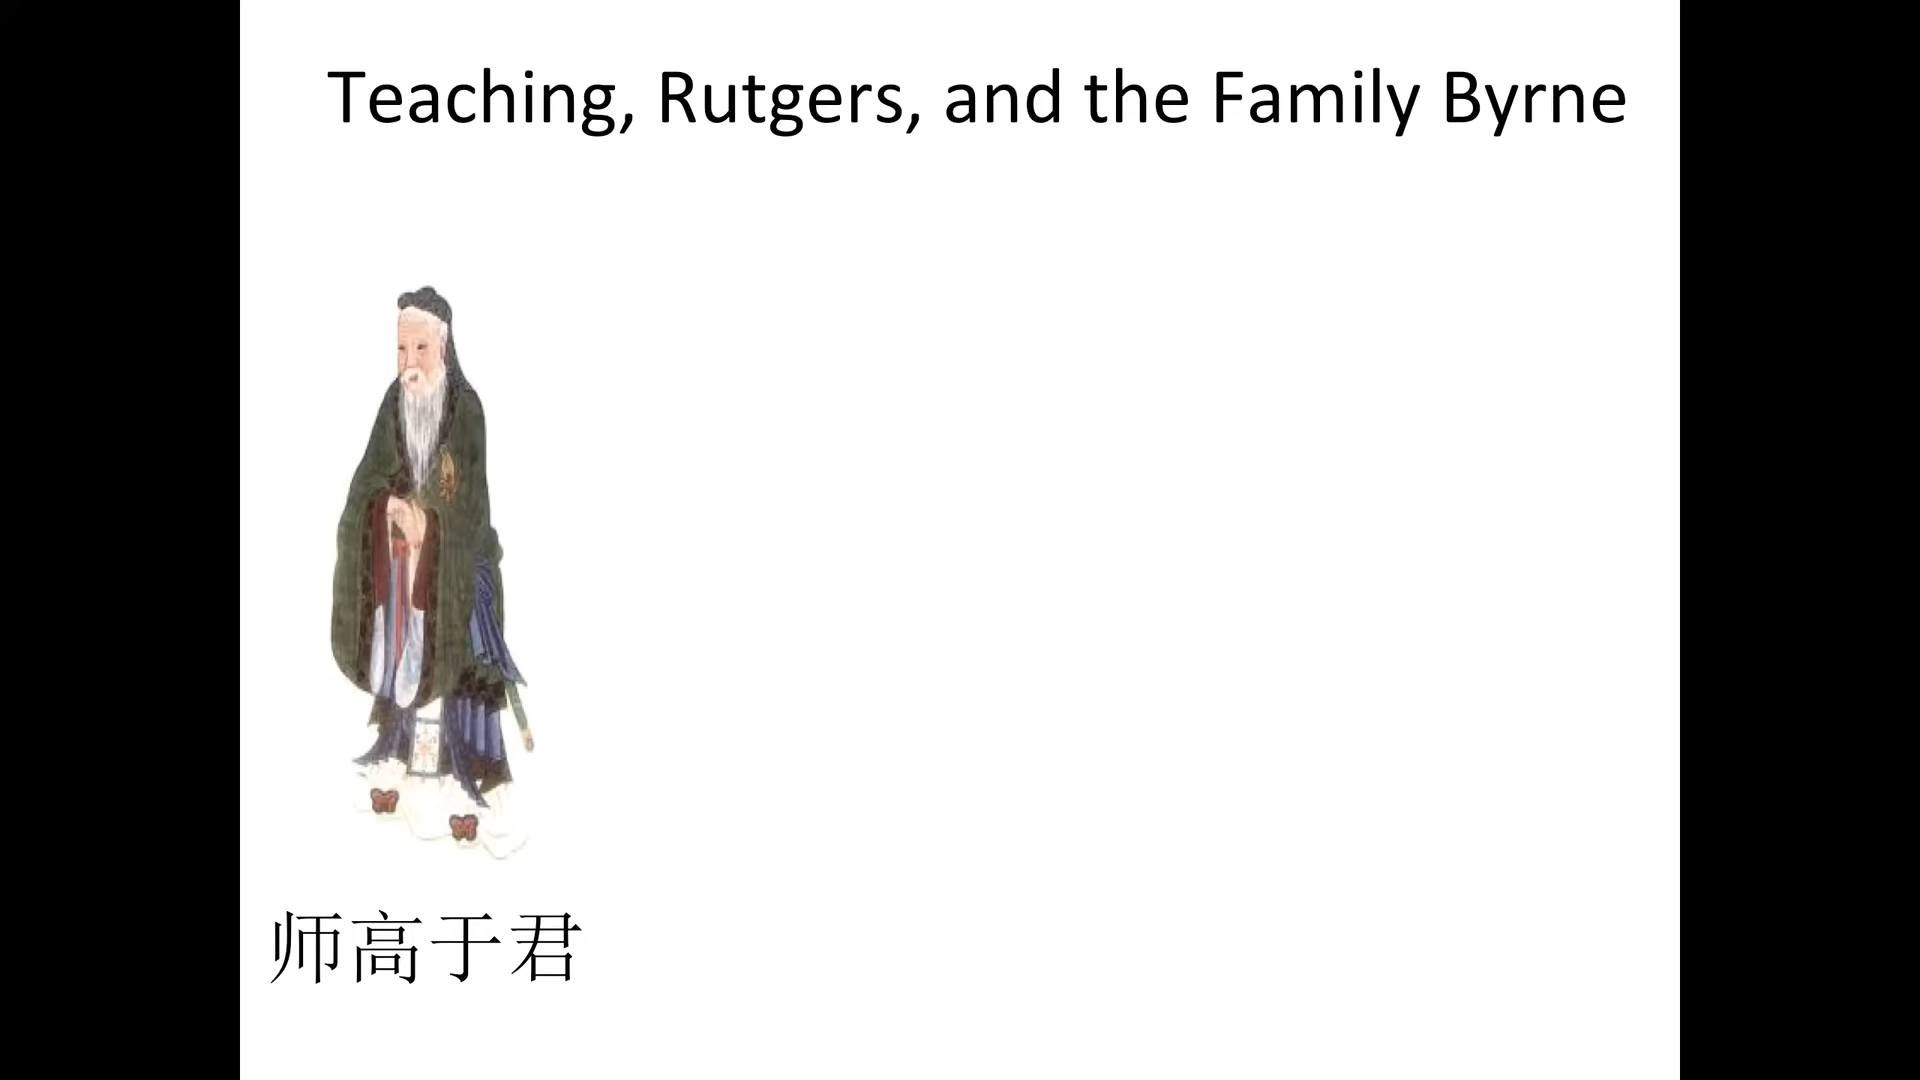 Teaching, Rutgers, and the Family Byrne
师高于君